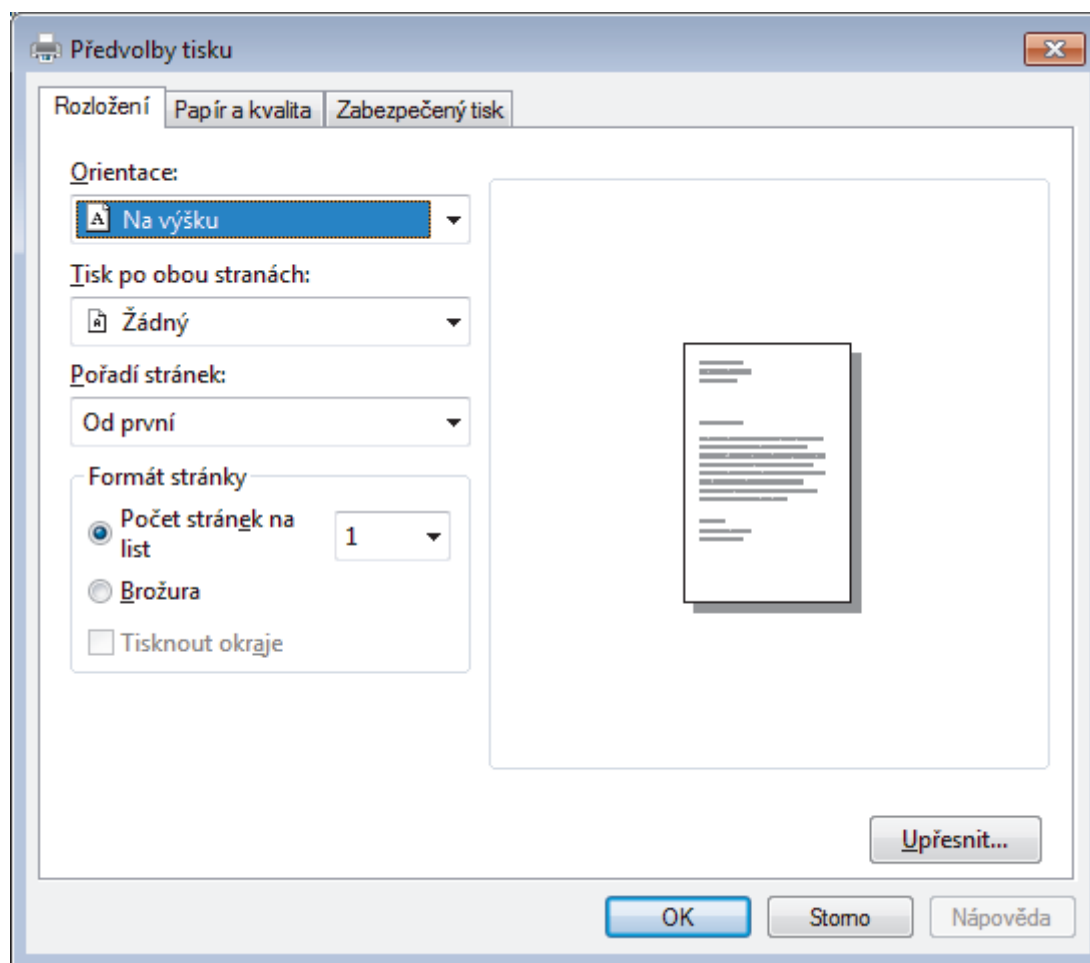 Předvolby tisku
Rozložení
Papír a kvalita
Zabezpečený tisk
Orientace:
A Na výšku
Tisk po obou stranách:
A Žádný
Pořadí stránek:
Od první
Formát stránky
Počet stránek na
list
1
Brožura
Tisknout okraje
Upřesnit...
OK
Storno
Nápověda